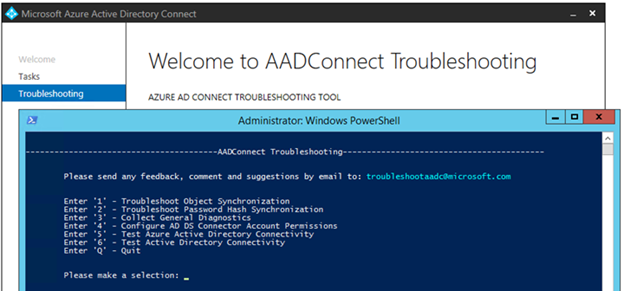 Microsoft Azure Active Directory Connect
Welcome
Tasks
Troubleshooting
Welcome to AADConnect Troubleshooting
AZURE AD CONNECT TROUBLESHOOTING TOOL
Administrator: Windows PowerShell
----------------------------------------AADConnect Troubleshooting------------------------------------------
Please send any feedback, comment and suggestions by email to: troubleshootaadc@microsoft.com
Enter '1' - Troubleshoot Object Synchronization
Enter '2' - Troubleshoot Password Hash Synchronization
Enter '3' - Collect General Diagnostics
Enter '4' - Configure AD DS Connector Account Permissions
Enter '5' - Test Azure Active Directory Connectivity
Enter '6' - Test Active Directory Connectivity
Enter 'Q' - Quit
Please make a selection: _